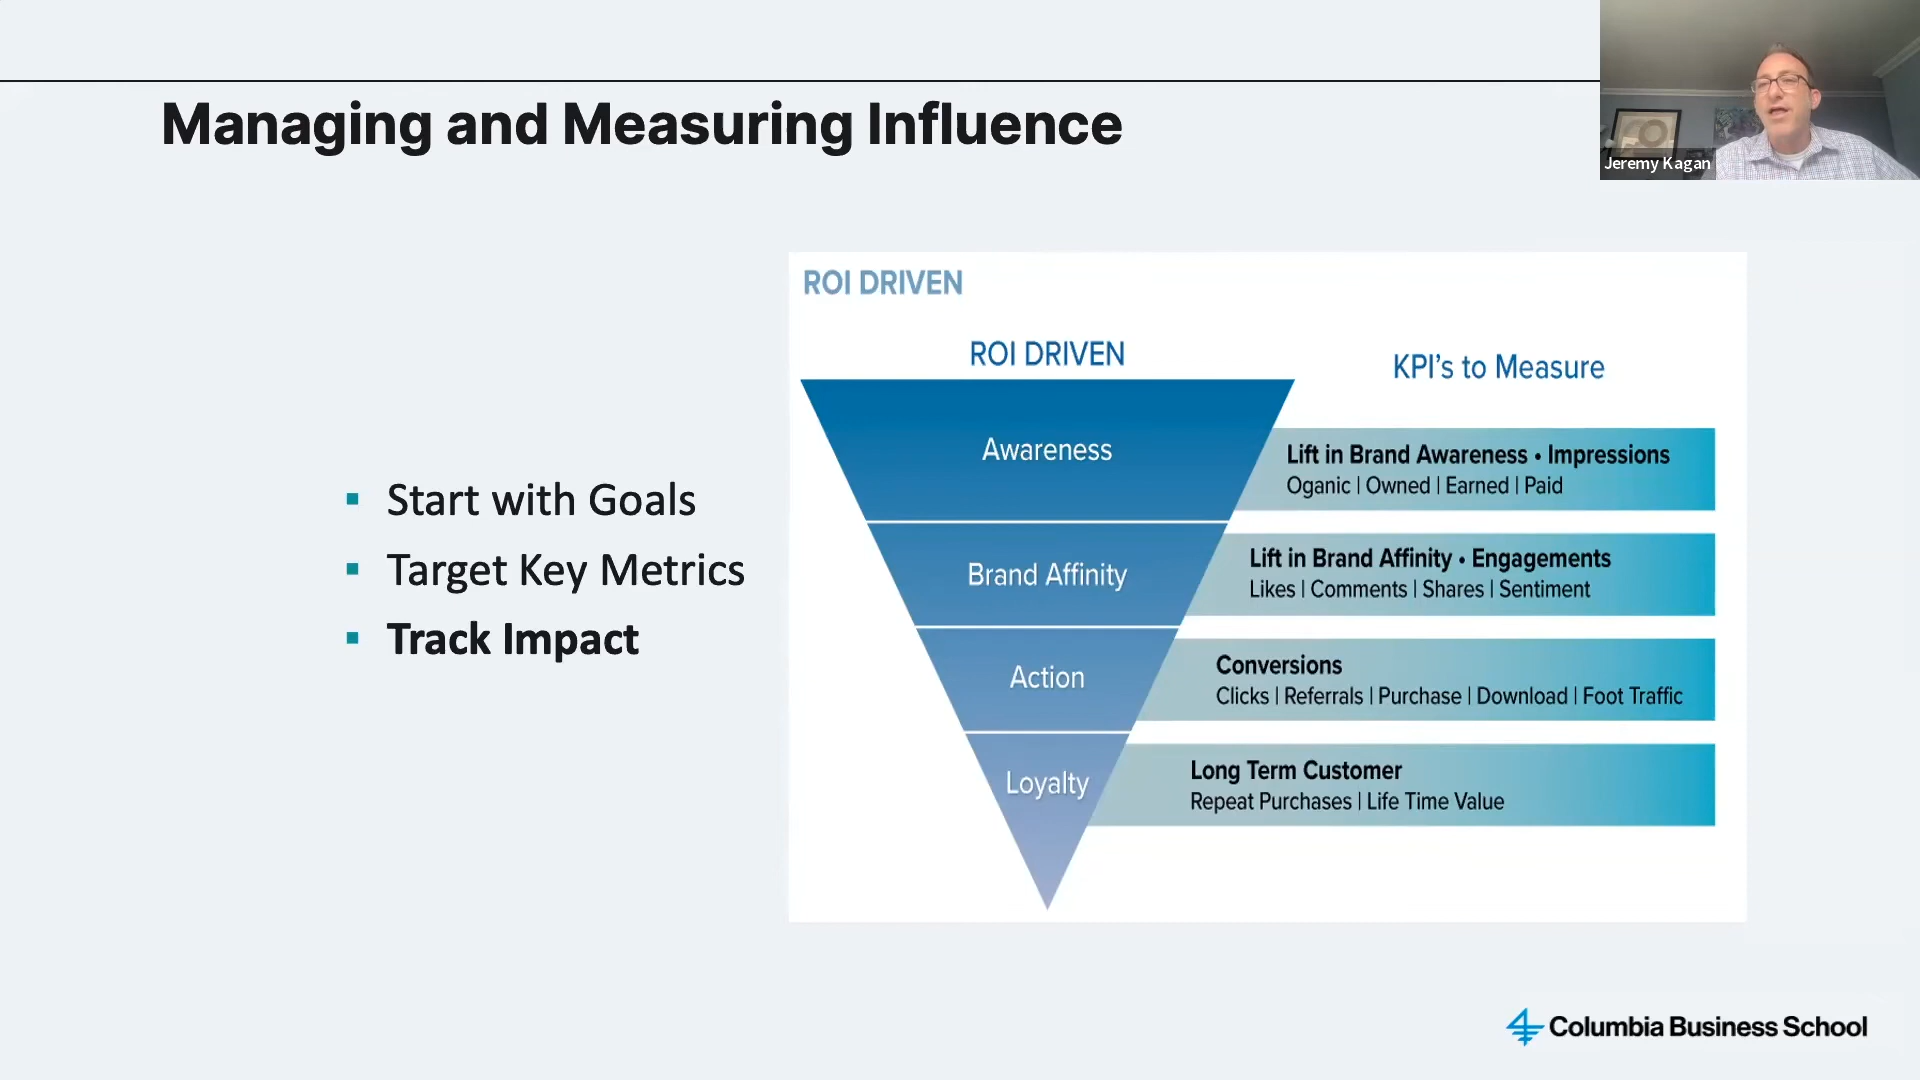 Managing and Measuring Influence
Jeremy Kagan
▪ Start with Goals
▪ Target Key Metrics
▪ Track Impact
ROI DRIVEN
ROI DRIVEN
KPI's to Measure
Awareness
Lift in Brand Awareness • Impressions
Oganic | Owned | Earned | Paid
Brand Affinity
Lift in Brand Affinity • Engagements
Likes | Comments | Shares | Sentiment
Action
Conversions
Clicks | Referrals | Purchase | Download | Foot Traffic
Loyalty
Long Term Customer
Repeat Purchases | Life Time Value
Columbia Business School